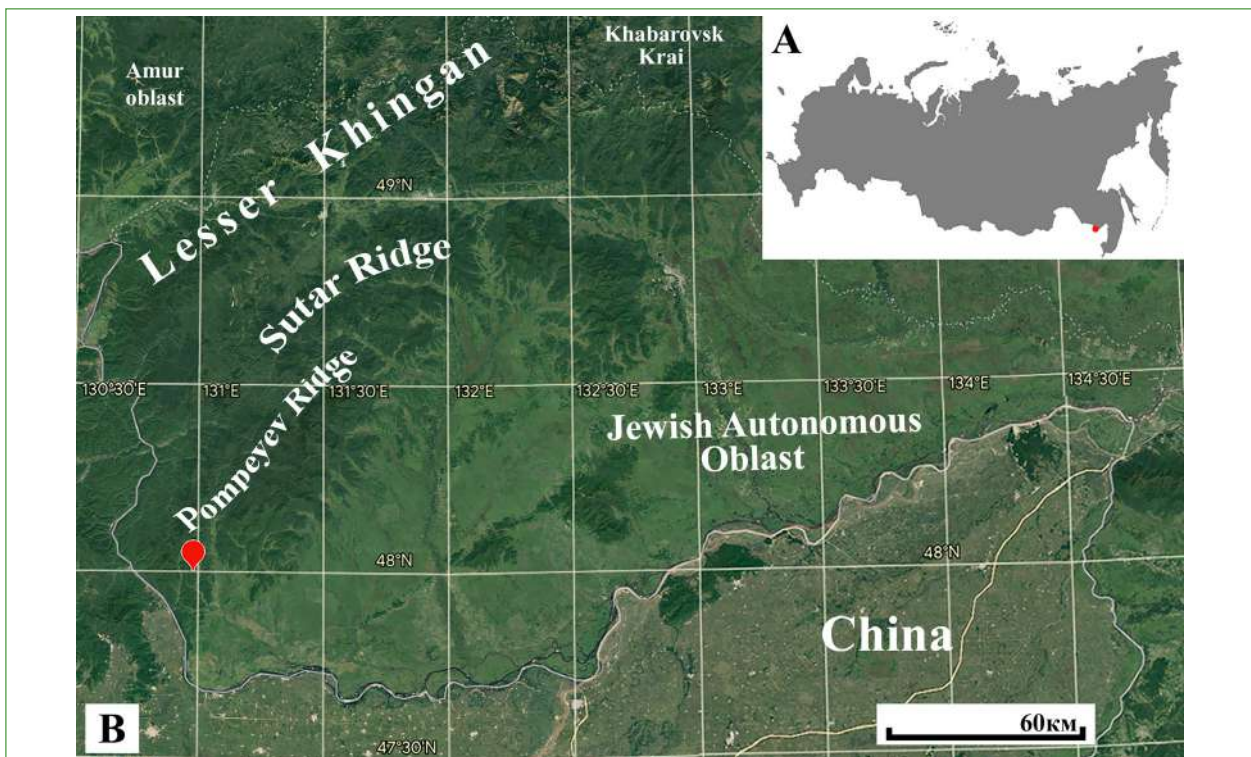 Khabarovsk
Krai
A
Amur
oblast
Lesser Khingan
49°N
Sutar Ridge
130°30'E
131°E
131°30'E
132°E
132°30'E
133°E
133°30'E
134°E
134°30'E
Pompeyev Ridge
Jewish Autonomous
Oblast
48°N
48°N
China
B
47°30'N
60км